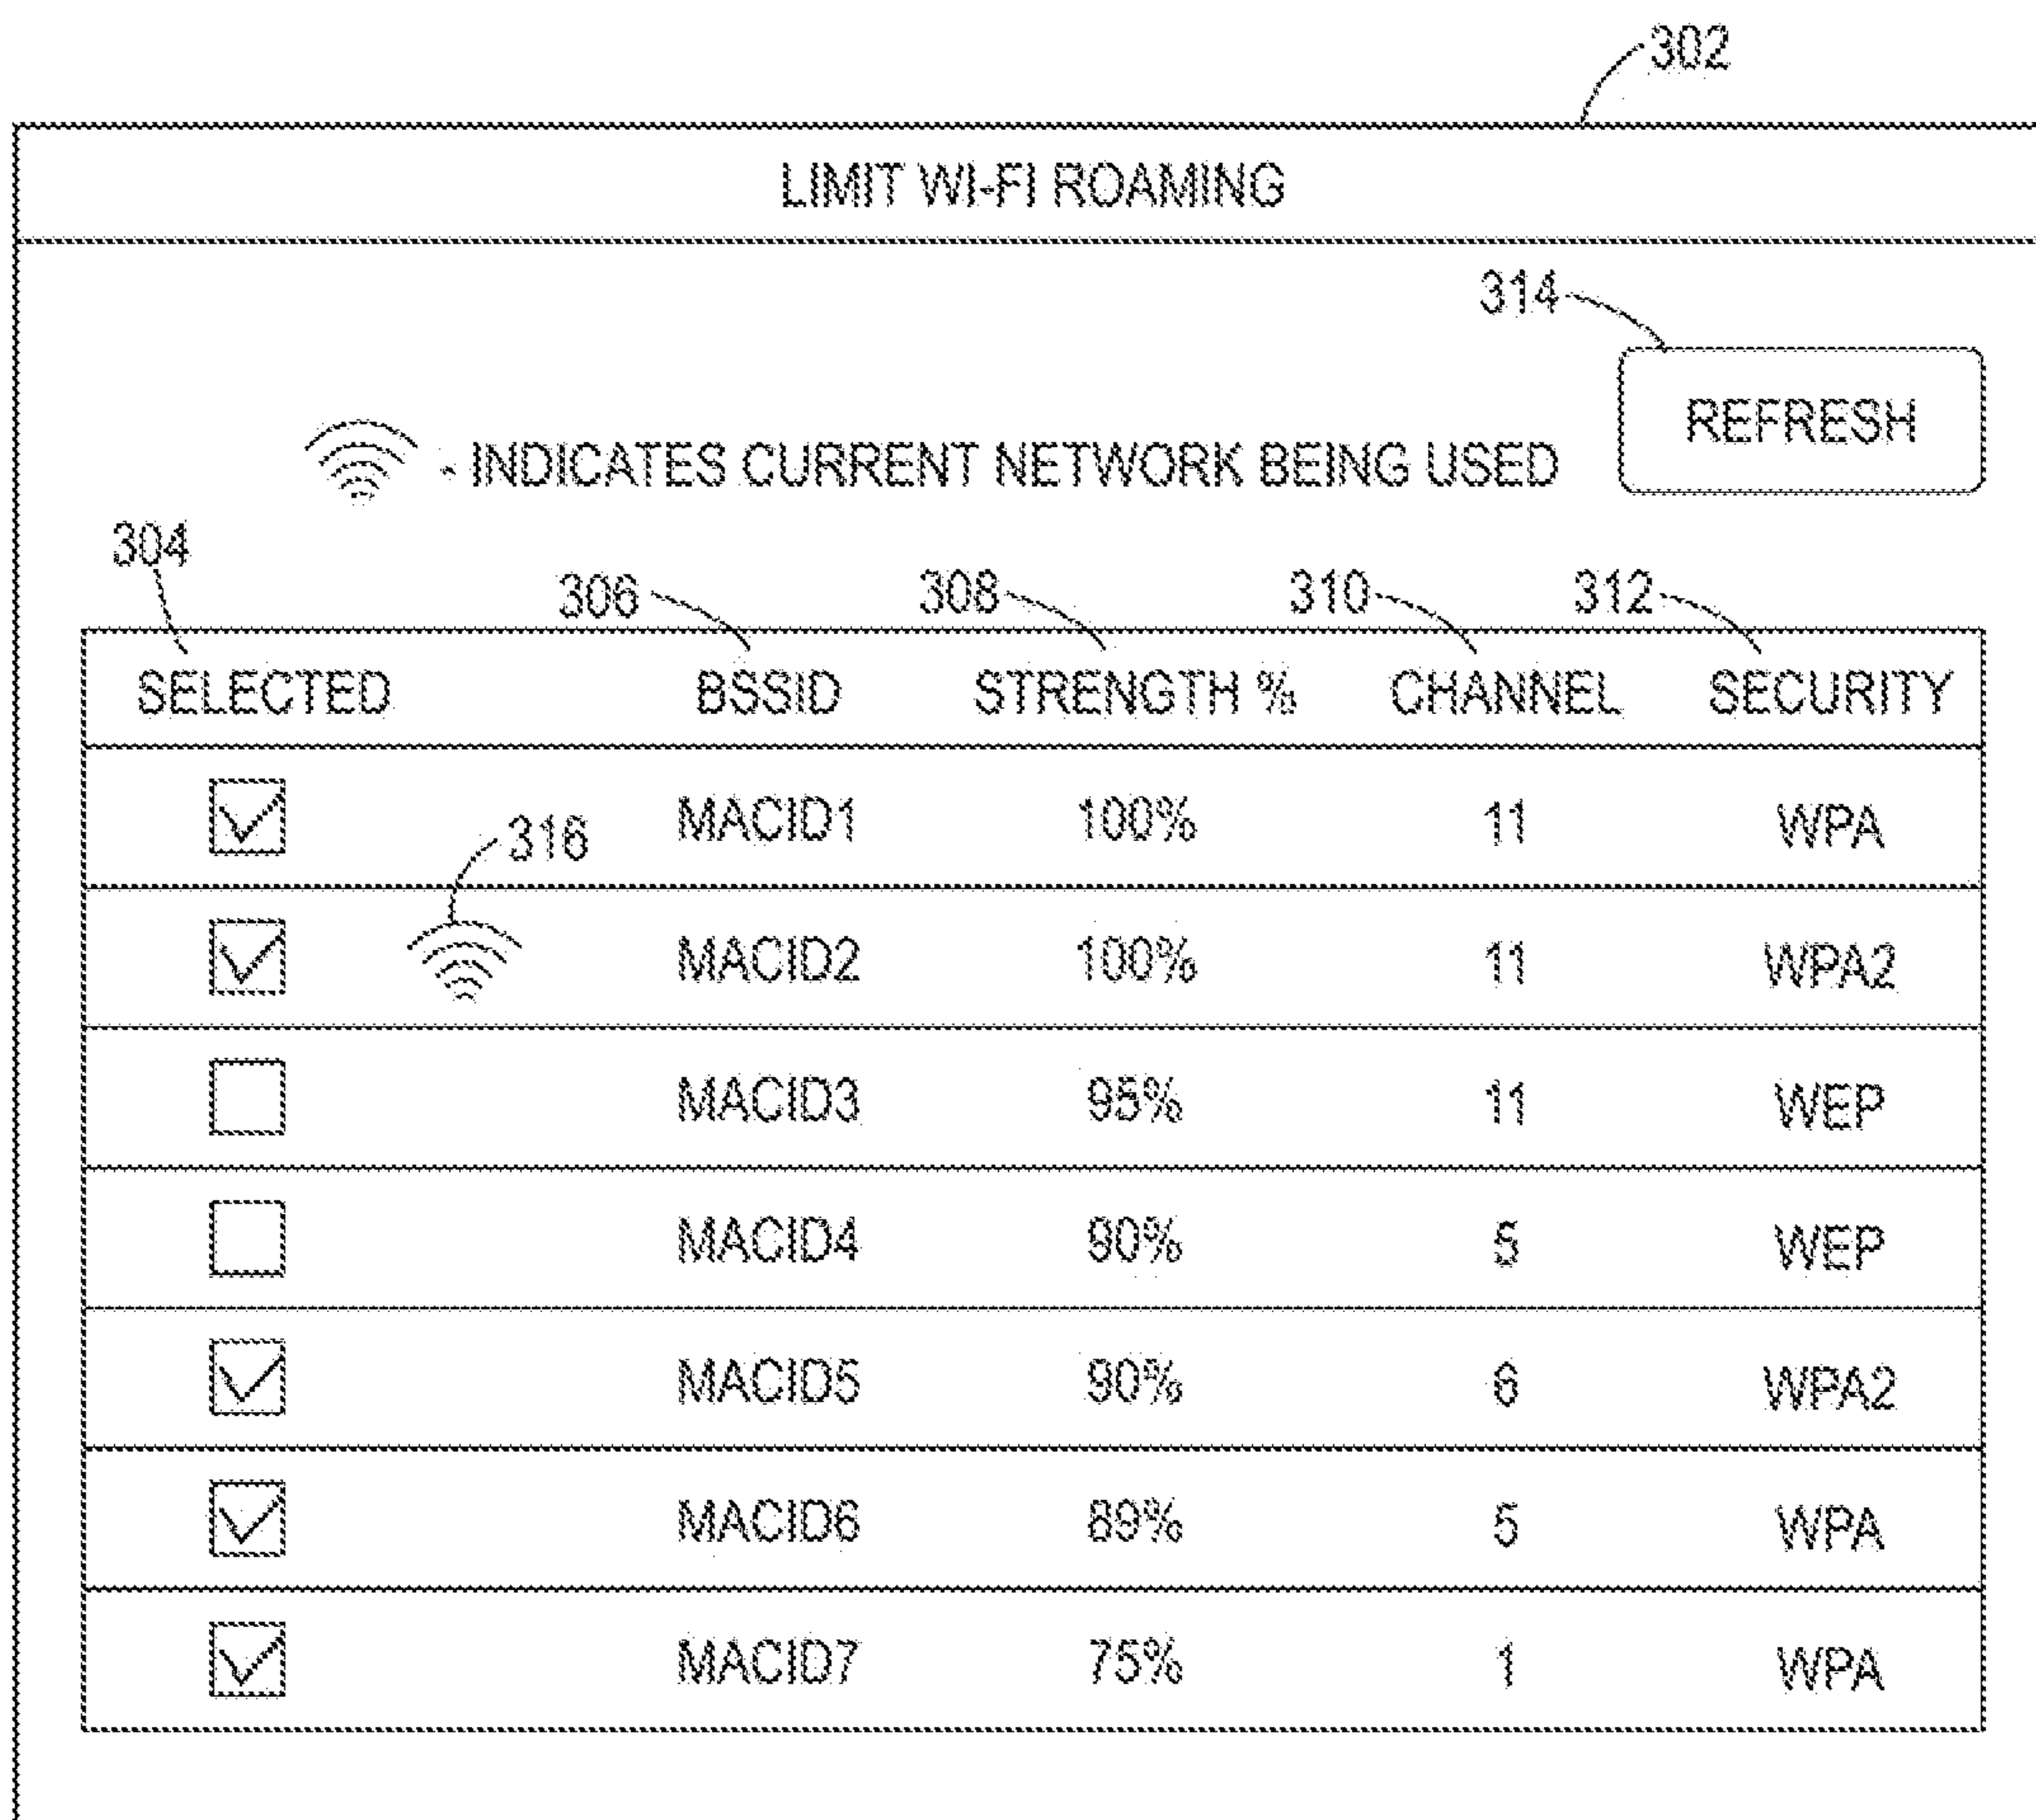 302
LIMIT WI-FI ROAMING
314
REFRESH
- INDICATES CURRENT NETWORK BEING USED
304
306 308 310 312
SELECTED BSSID STRENGTH % CHANNEL SECURITY
MACID1 100% 11 WPA
316
MACID2 100% 11 WPA2
MACID3 95% 11 WEP
MACID4 90% 5 WEP
MACID5 90% 6 WPA2
MACID6 89% 5 WPA
MACID7 75% 1 WPA